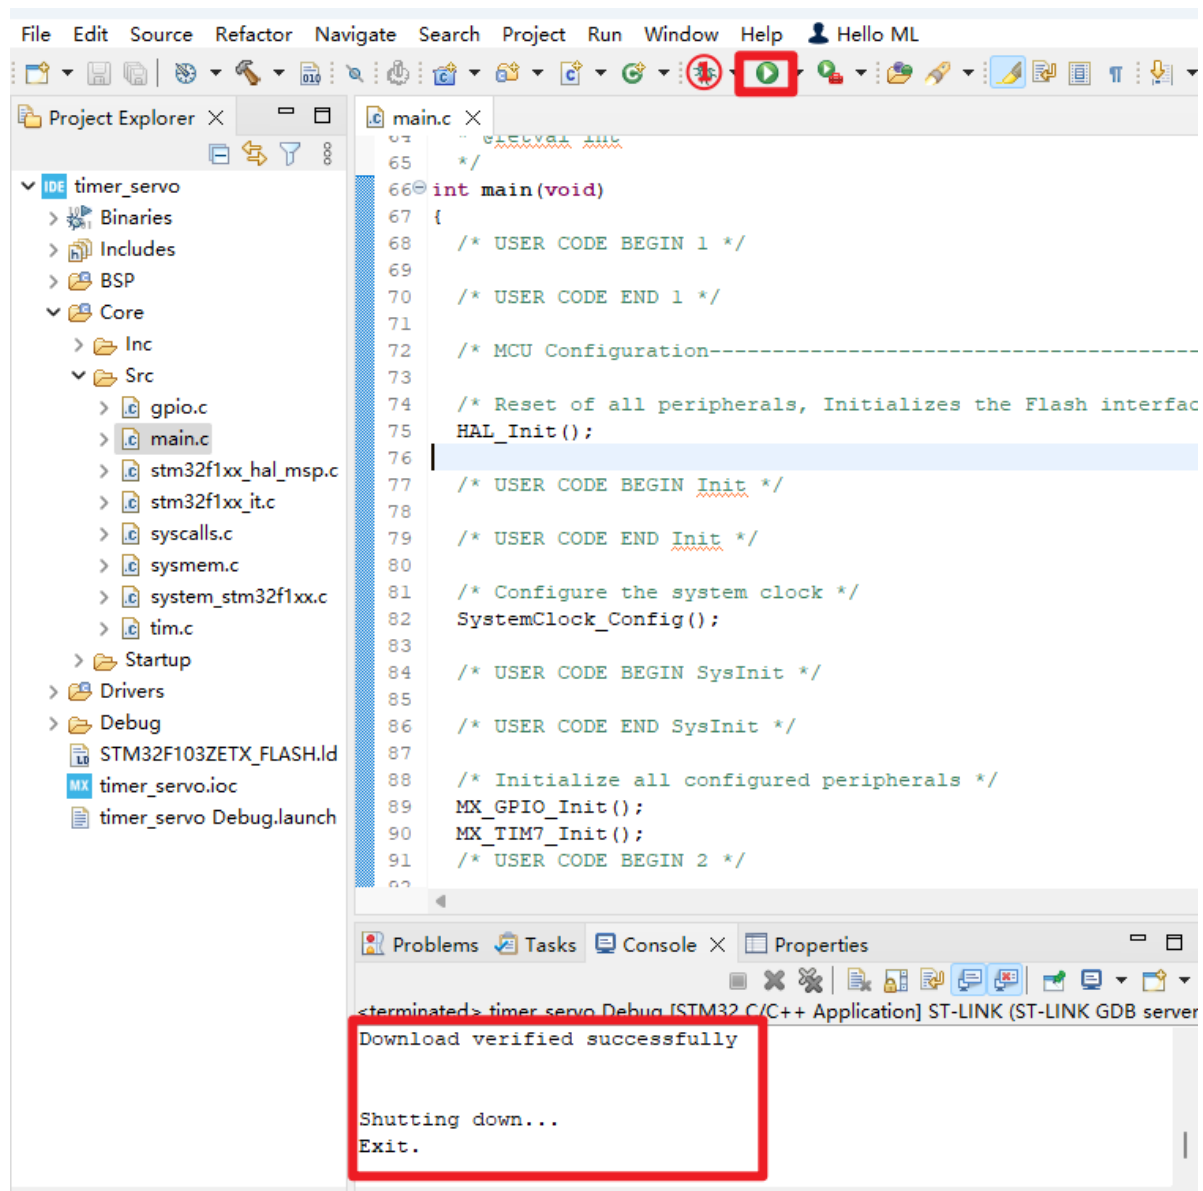 File Edit Source Refactor Navigate Search Project Run Window Help Hello ML
010
1
Project Explorer
main.c
timer_servo
Binaries
Includes
BSP
Core
Inc
Src
gpio.c
main.c
stm32f1xx_hal_msp.c
stm32f1xx_it.c
syscalls.c
sysmem.c
system_stm32f1xx.c
tim.c
Startup
Drivers
Debug
STM32F103ZETX_FLASH.ld
timer_servo.ioc
timer_servo Debug.launch
64 * @retval int
65 */
66 int main(void)
67 {
68 /* USER CODE BEGIN 1 */
69
70 /* USER CODE END 1 */
71
72 /* MCU Configuration---------------------------------------
73
74 /* Reset of all peripherals, Initializes the Flash interfac
75 HAL_Init();
76
77 /* USER CODE BEGIN Init */
78
79 /* USER CODE END Init */
80
81 /* Configure the system clock */
82 SystemClock_Config();
83
84 /* USER CODE BEGIN SysInit */
85
86 /* USER CODE END SysInit */
87
88 /* Initialize all configured peripherals */
89 MX_GPIO_Init();
90 MX_TIM7_Init();
91 /* USER CODE BEGIN 2 */
92
Problems Tasks Console Properties
<terminated> timer_servo Debug [STM32 C/C++ Application] ST-LINK (ST-LINK GDB server
Download verified successfully
Shutting down...
Exit.